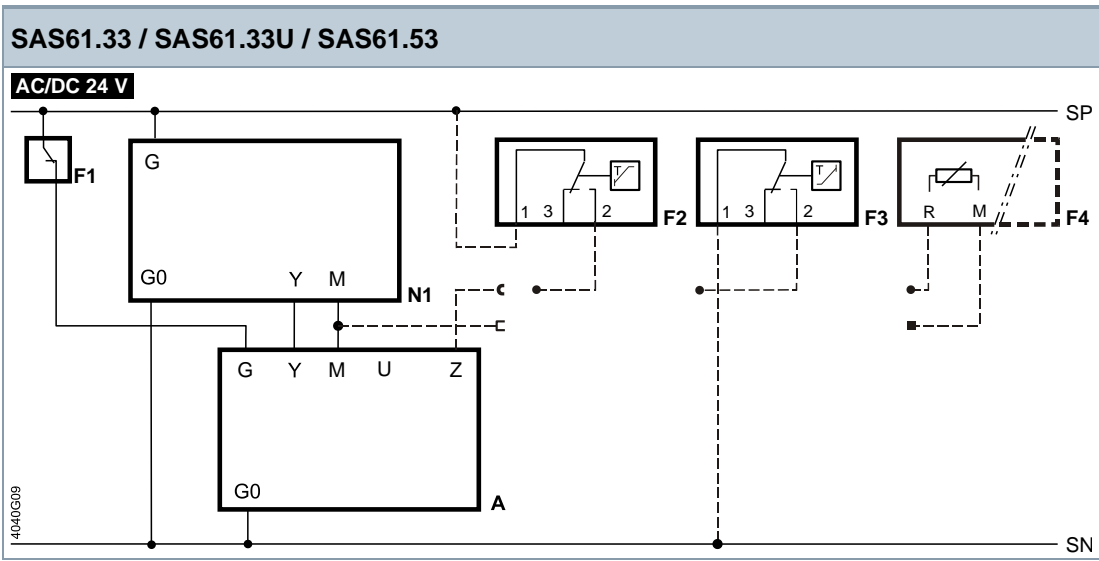 SAS61.33 / SAS61.33U / SAS61.53
AC/DC 24 V
SP
F1
G
G0 Y M
N1
1 3 2
F2
1 3 2
F3
R M
F4
T
T
G Y M U Z
G0
A
4040G09
SN